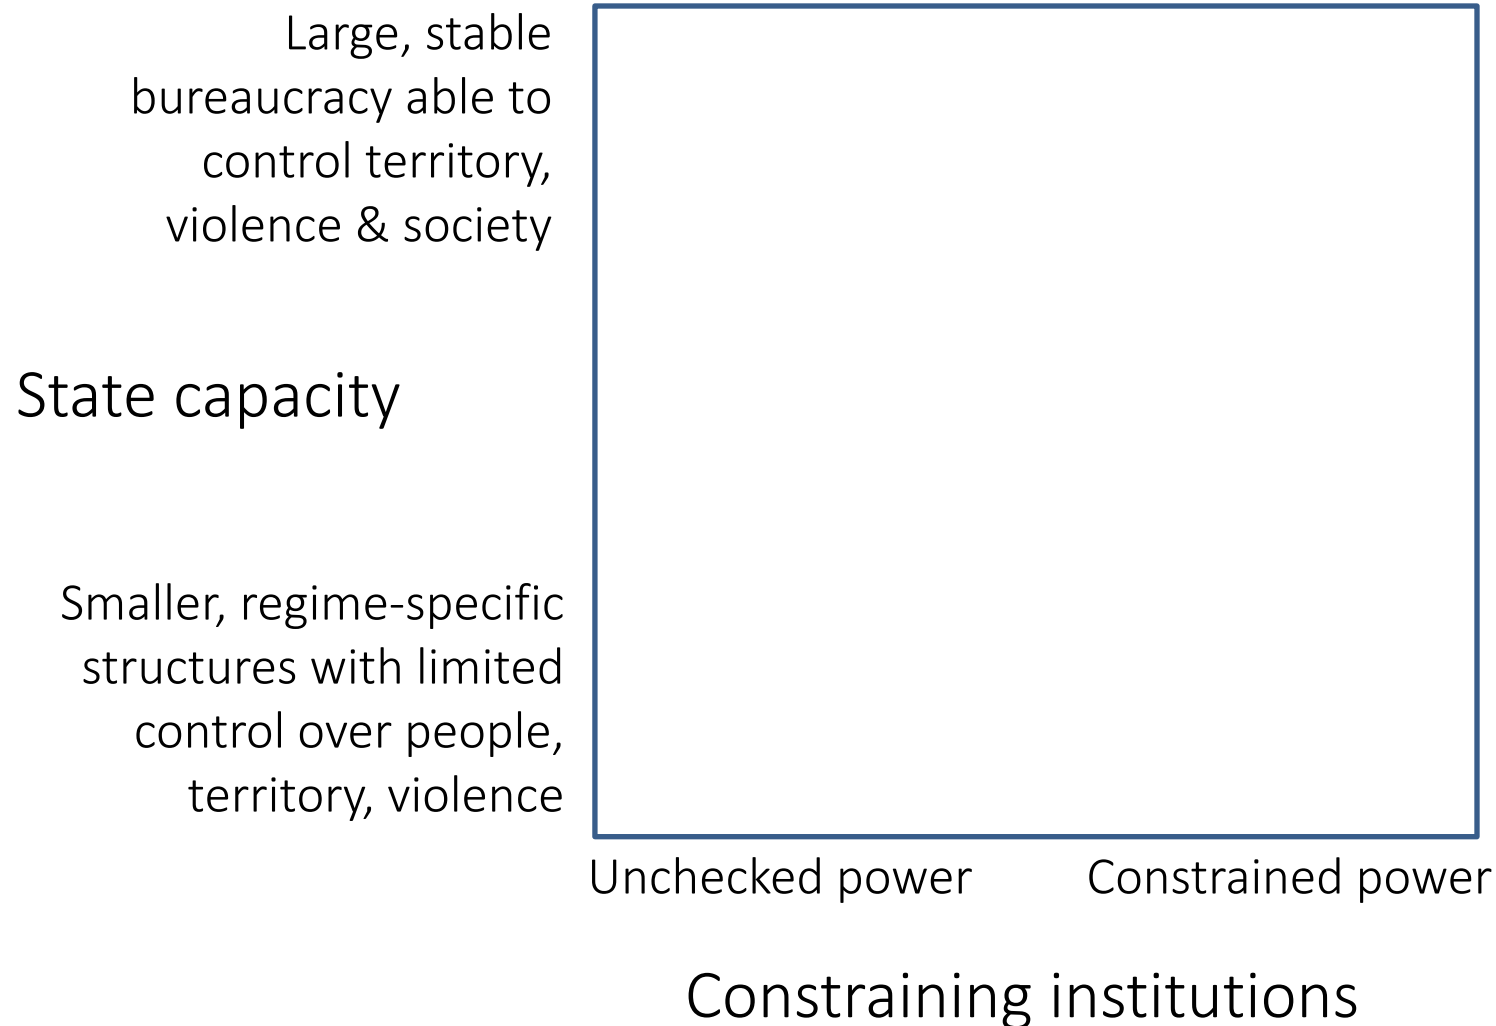 Large, stable
bureaucracy able to
control territory,
violence & society
State capacity
Smaller, regime-specific
structures with limited
control over people,
territory, violence
Unchecked power
Constrained power
Constraining institutions